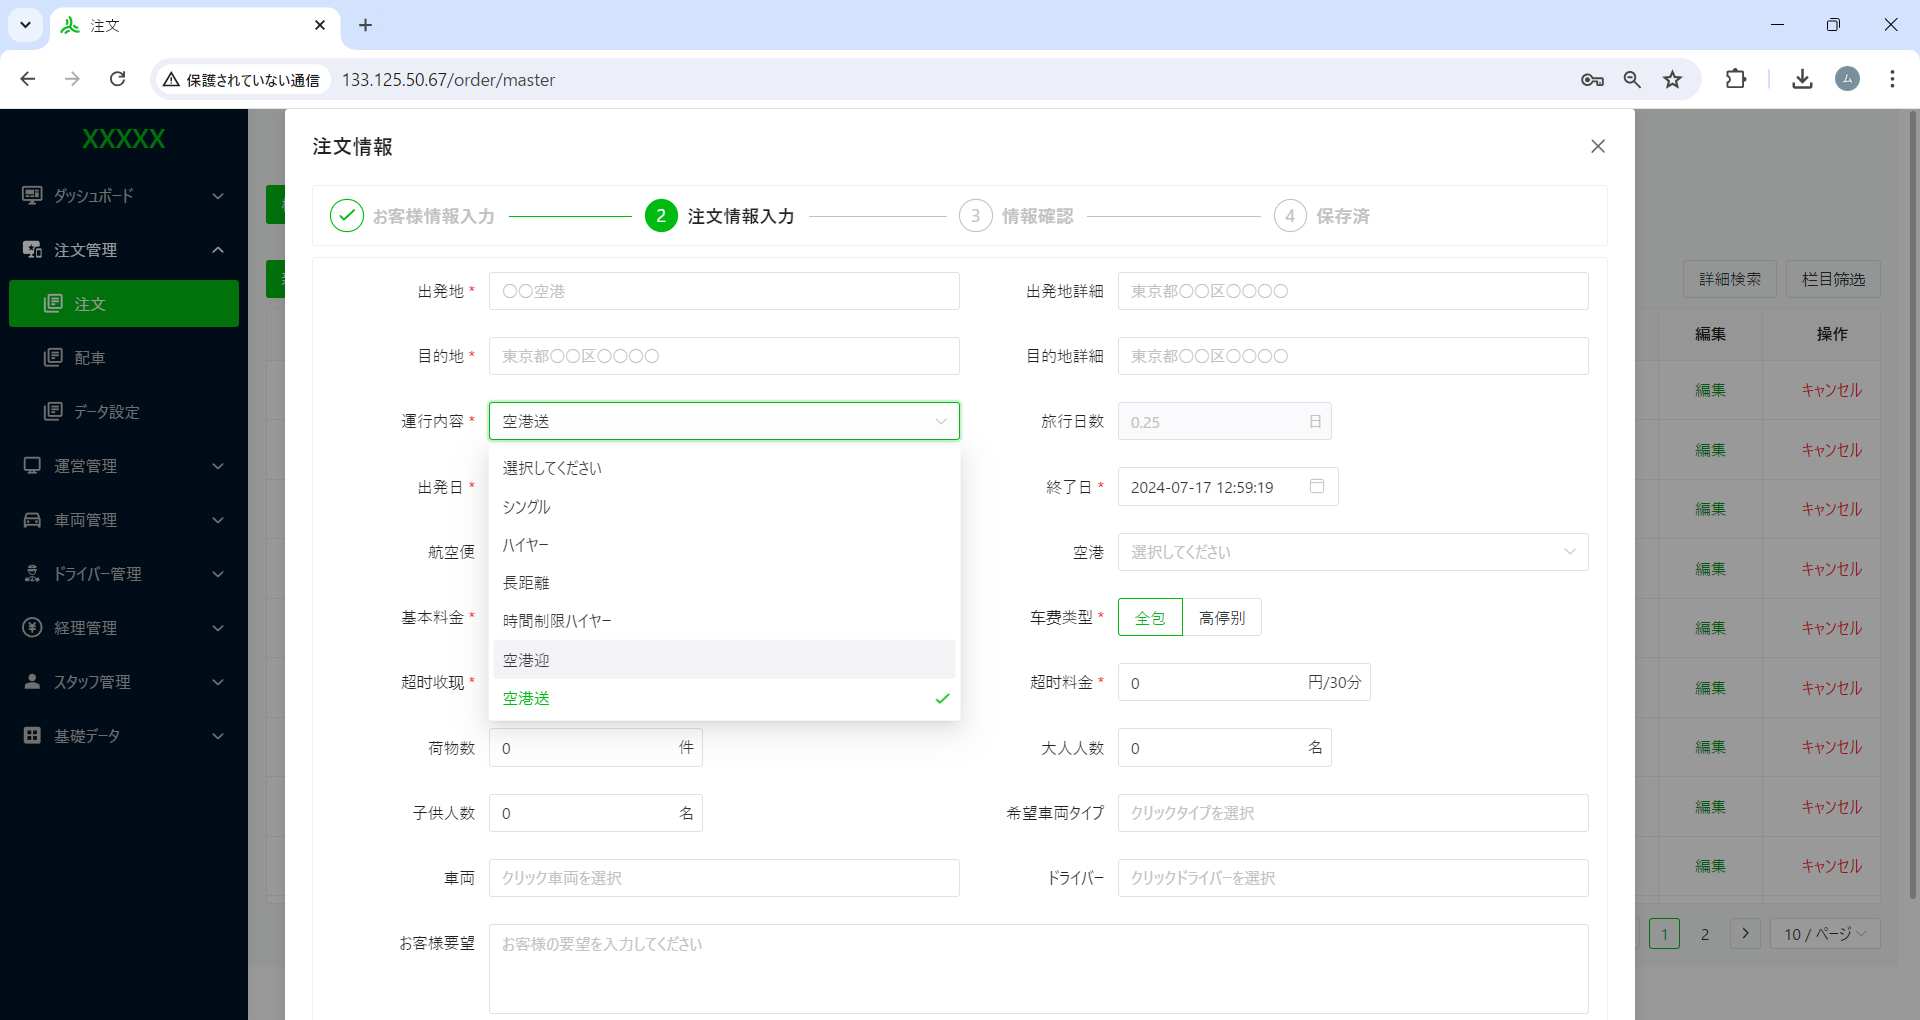 注文
保護されていない通信
133.125.50.67/order/master
ム
XXXXX
ダッシュボード
注文管理
注文
配車
データ設定
運営管理
車両管理
ドライバー管理
経理管理
スタッフ管理
基礎データ
注文情報
お客様情報入力
2 注文情報入力
3 情報確認
4 保存済
出発地 *
〇〇空港
出発地詳細
東京都〇〇区〇〇〇〇
目的地 *
東京都〇〇区〇〇〇〇
目的地詳細
東京都〇〇区〇〇〇〇
運行内容 *
空港送
旅行日数
0.25
日
選択してください
シングル
ハイヤー
長距離
時間制限ハイヤー
空港迎
空港送
出発日 *
終了日 *
2024-07-17 12:59:19
航空便
空港
選択してください
基本料金 *
车费类型 *
全包
高停別
超时收现 *
超时料金 *
0
円/30分
荷物数
0
件
大人人数
0
名
子供人数
0
名
希望車両タイプ
クリックタイプを選択
車両
クリック車両を選択
ドライバー
クリックドライバーを選択
お客様要望
お客様の要望を入力してください
詳細検索
栏目筛选
編集
操作
編集
キャンセル
編集
キャンセル
編集
キャンセル
編集
キャンセル
編集
キャンセル
編集
キャンセル
編集
キャンセル
編集
キャンセル
編集
キャンセル
1
2
10 / ページ